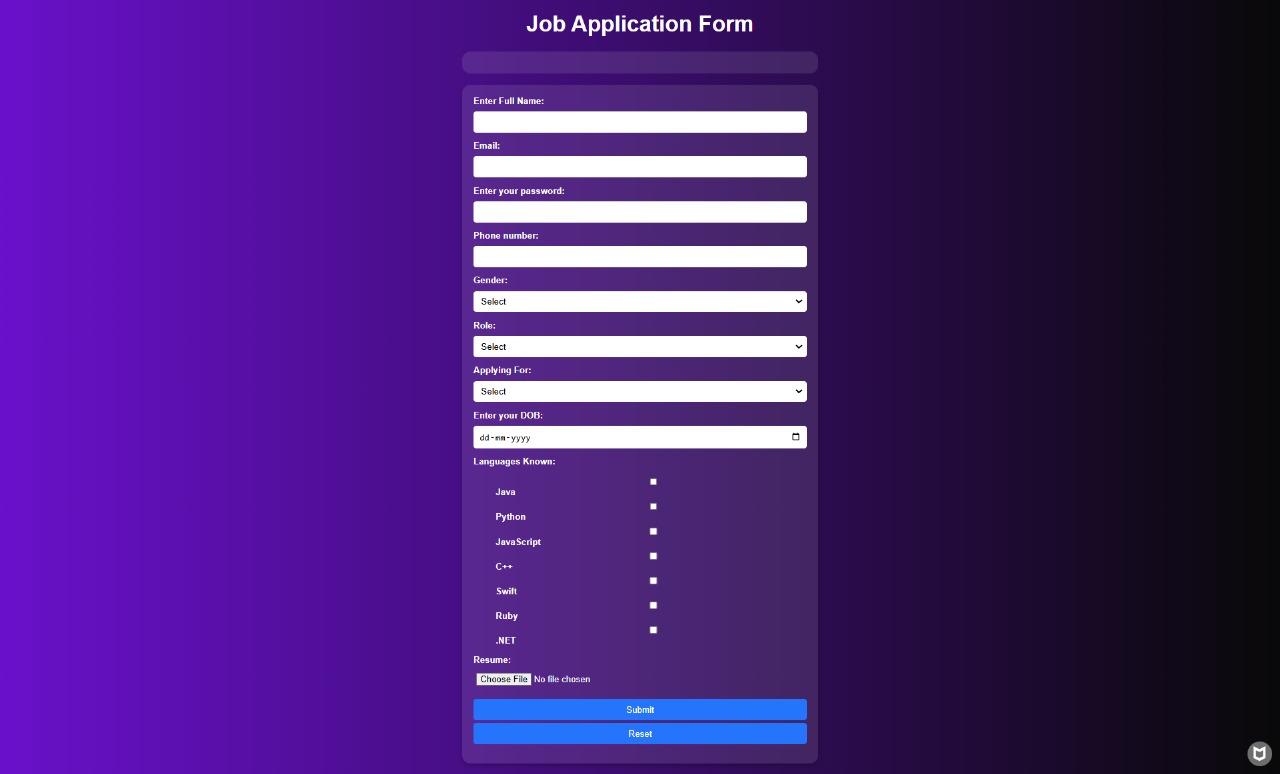 Job Application Form
Enter Full Name:
Email:
Enter your password:
Phone number:
Gender:
Select
Role:
Select
Applying For:
Select
Enter your DOB:
dd-mm-yyyy
Languages Known:
Java
Python
JavaScript
C++
Swift
Ruby
.NET
Resume:
Choose File No file chosen
Submit
Reset